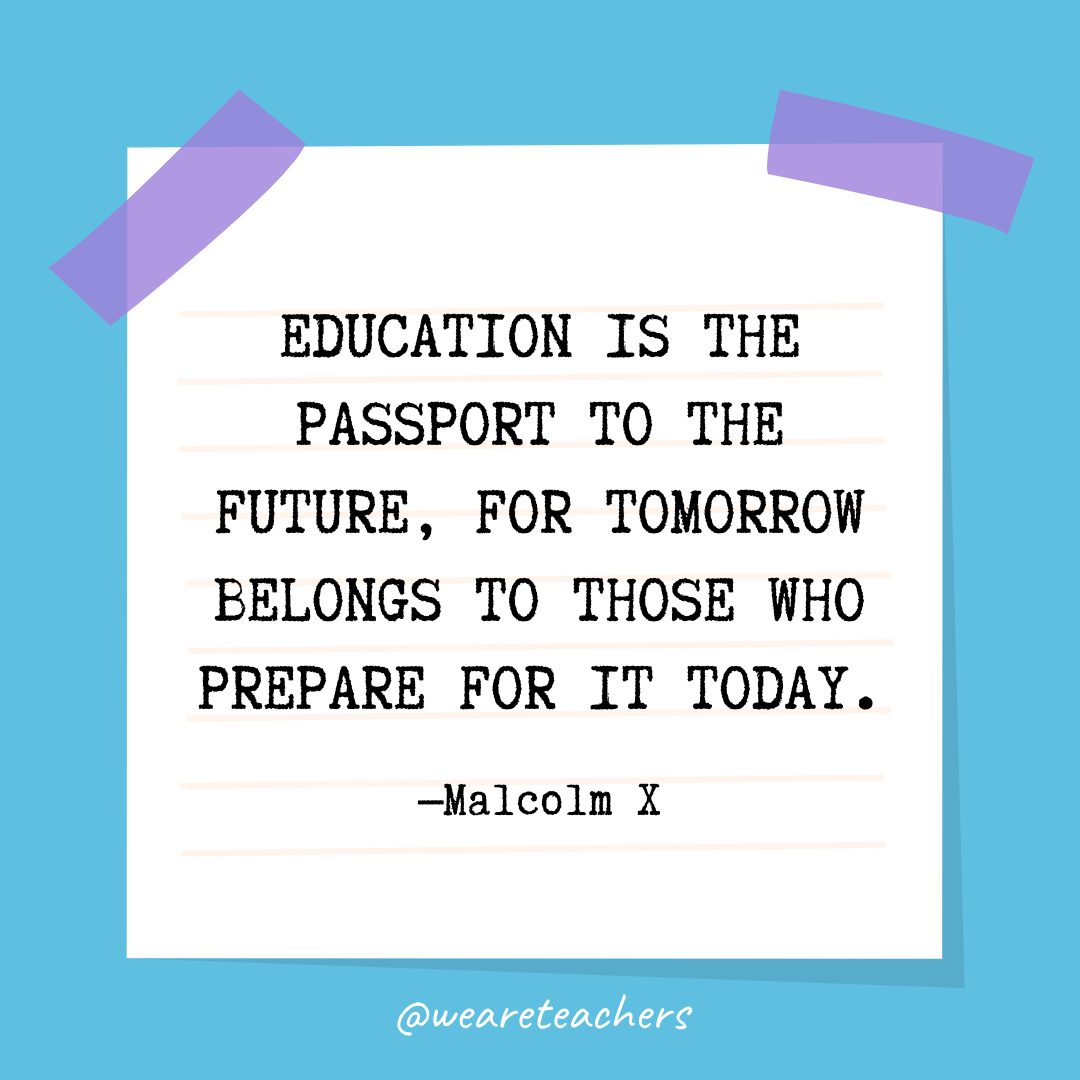 EDUCATION IS THE
PASSPORT TO THE
FUTURE, FOR TOMORROW
BELONGS TO THOSE WHO
PREPARE FOR IT TODAY.
—Malcolm X
@weareteachers